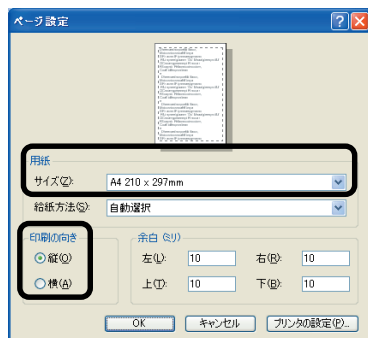 ページ設定
用紙
サイズ(Z):
A4 210 x 297mm
給紙方法(S):
自動選択
印刷の向き
縦(O)
横(A)
余白 (ミリ)
左(L): 10 右(R): 10
上(T): 10 下(B): 10
OK キャンセル プリンタの設定(P)...